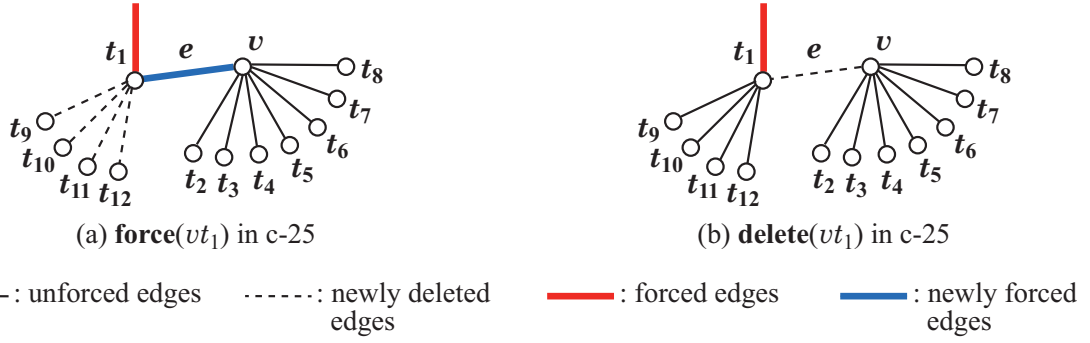 t1 e v t8 t7 t6 t5 t4 t3 t2 t9 t10 t11 t12
(a) force(vt1) in c-25
t1 e v t8 t7 t6 t5 t4 t3 t2 t9 t10 t11 t12
(b) delete(vt1) in c-25
: unforced edges
: newly deleted
edges
: forced edges
: newly forced
edges